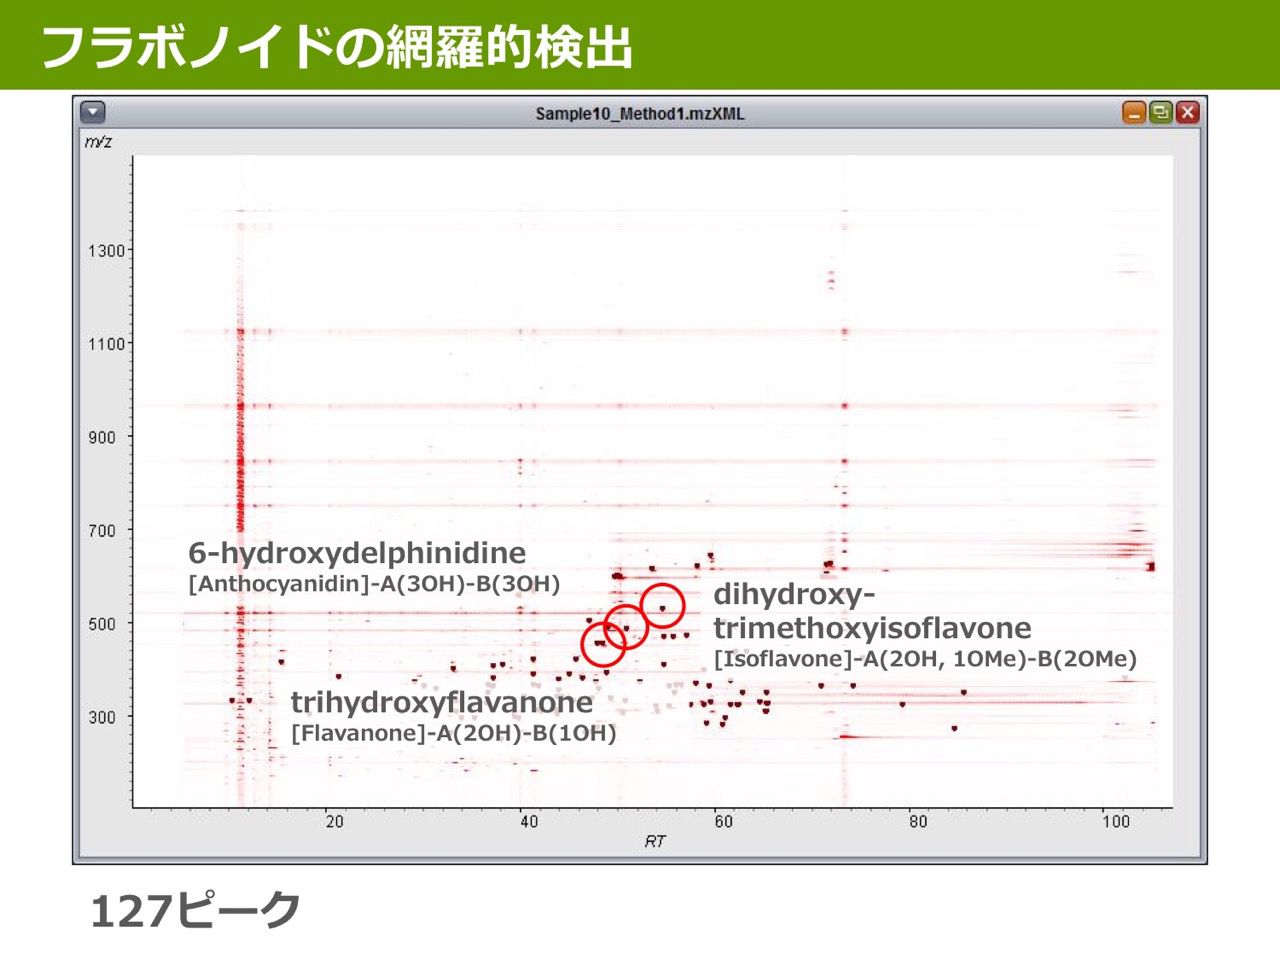 フラボノイドの網羅的検出
Sample10_Method1.mzXML
m/z
1300
1100
900
700
6-hydroxydelphinidine
[Anthocyanidin]-A(3OH)-B(3OH)
dihydroxy-
trimethoxyisoflavone
[Isoflavone]-A(2OH, 1OMe)-B(2OMe)
500
trihydroxyflavanone
[Flavanone]-A(2OH)-B(1OH)
300
20 40 60 80 100
RT
127ピーク